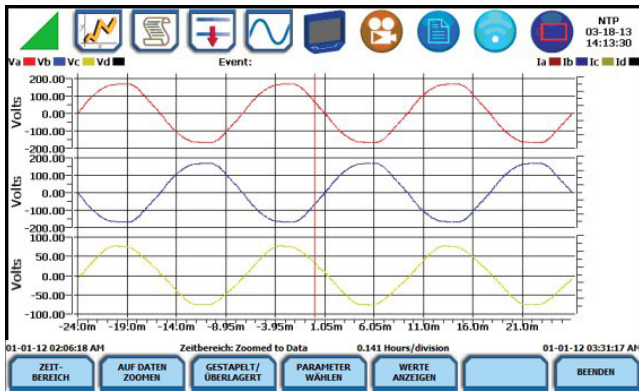 NTP
03-18-13
14:13:30
Va Vb Vc Vd
Event:
Ia Ib Ic Id
200.00
100.00
0.00
-100.00
-200.00
Volts
200.00
100.00
0.00
-100.00
-200.00
Volts
100.00
50.00
0.00
-50.00
-100.00
Volts
-24.0m -19.0m -14.0m -8.95m -3.95m 1.05m 6.05m 11.0m 16.0m 21.0m
01-01-12 02:06:18 AM Zeitbereich: Zoomed to Data 0.141 Hours/division 01-01-12 03:31:17 AM
ZEIT-
BEREICH
AUF DATEN
ZOOMEN
GESTAPELT/
ÜBERLAGERT
PARAMETER
WÄHLEN
WERTE
ANZEIGEN
BEENDEN